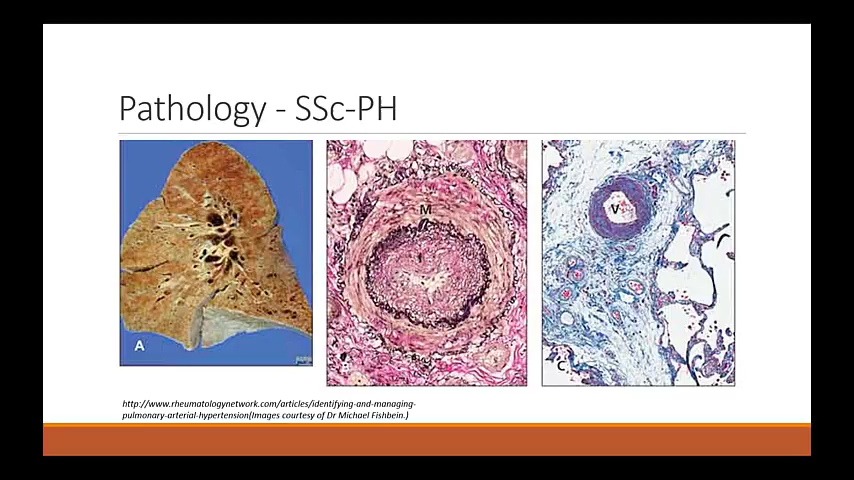 Pathology - SSc-PH
M
V
A
C
http://www.rheumatologynetwork.com/articles/identifying-and-managing-
pulmonary-arterial-hypertension(Images courtesy of Dr Michael Fishbein.)